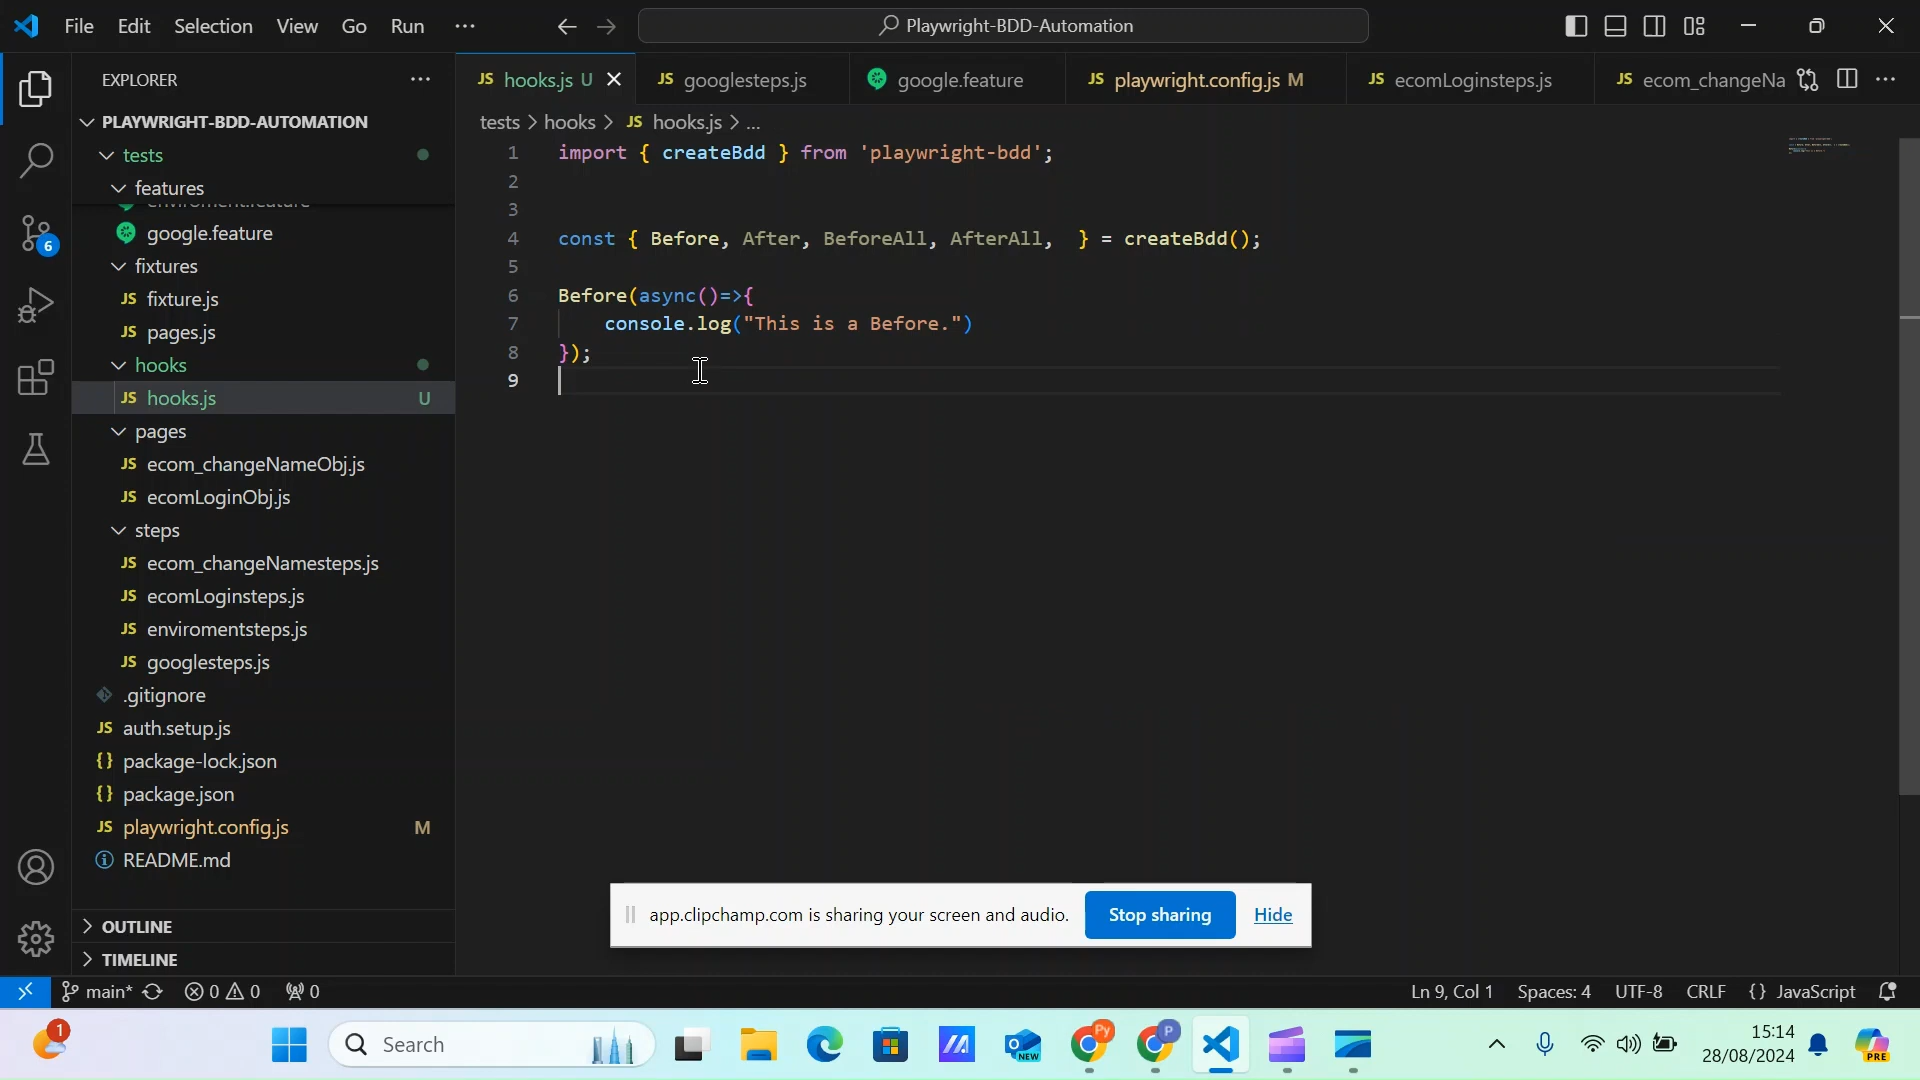 File Edit Selection View Go Run ...
Playwright-BDD-Automation
EXPLORER
JS hooks.js U
JS googlesteps.js
google.feature
JS playwright.config.js M
JS ecomLoginsteps.js
JS ecom_changeNa
tests > hooks > JS hooks.js > ...
PLAYWRIGHT-BDD-AUTOMATION
tests
features
enviroment.feature
google.feature
fixtures
JS fixture.js
JS pages.js
hooks
JS hooks.js U
pages
JS ecom_changeNameObj.js
JS ecomLoginObj.js
steps
JS ecom_changeNamesteps.js
JS ecomLoginsteps.js
JS enviromentsteps.js
JS googlesteps.js
.gitignore
JS auth.setup.js
{} package-lock.json
{} package.json
JS playwright.config.js M
README.md
OUTLINE
TIMELINE
6
1 import { createBdd } from 'playwright-bdd';
2
3
4 const { Before, After, BeforeAll, AfterAll,  } = createBdd();
5
6 Before(async()=>{
7 console.log("This is a Before.")
8 });
9
app.clipchamp.com is sharing your screen and audio. Stop sharing Hide
main* 0 0 0
Ln 9, Col 1 Spaces: 4 UTF-8 CRLF {} JavaScript
1
Search
NEW
Py
P
15:14
28/08/2024
PRE